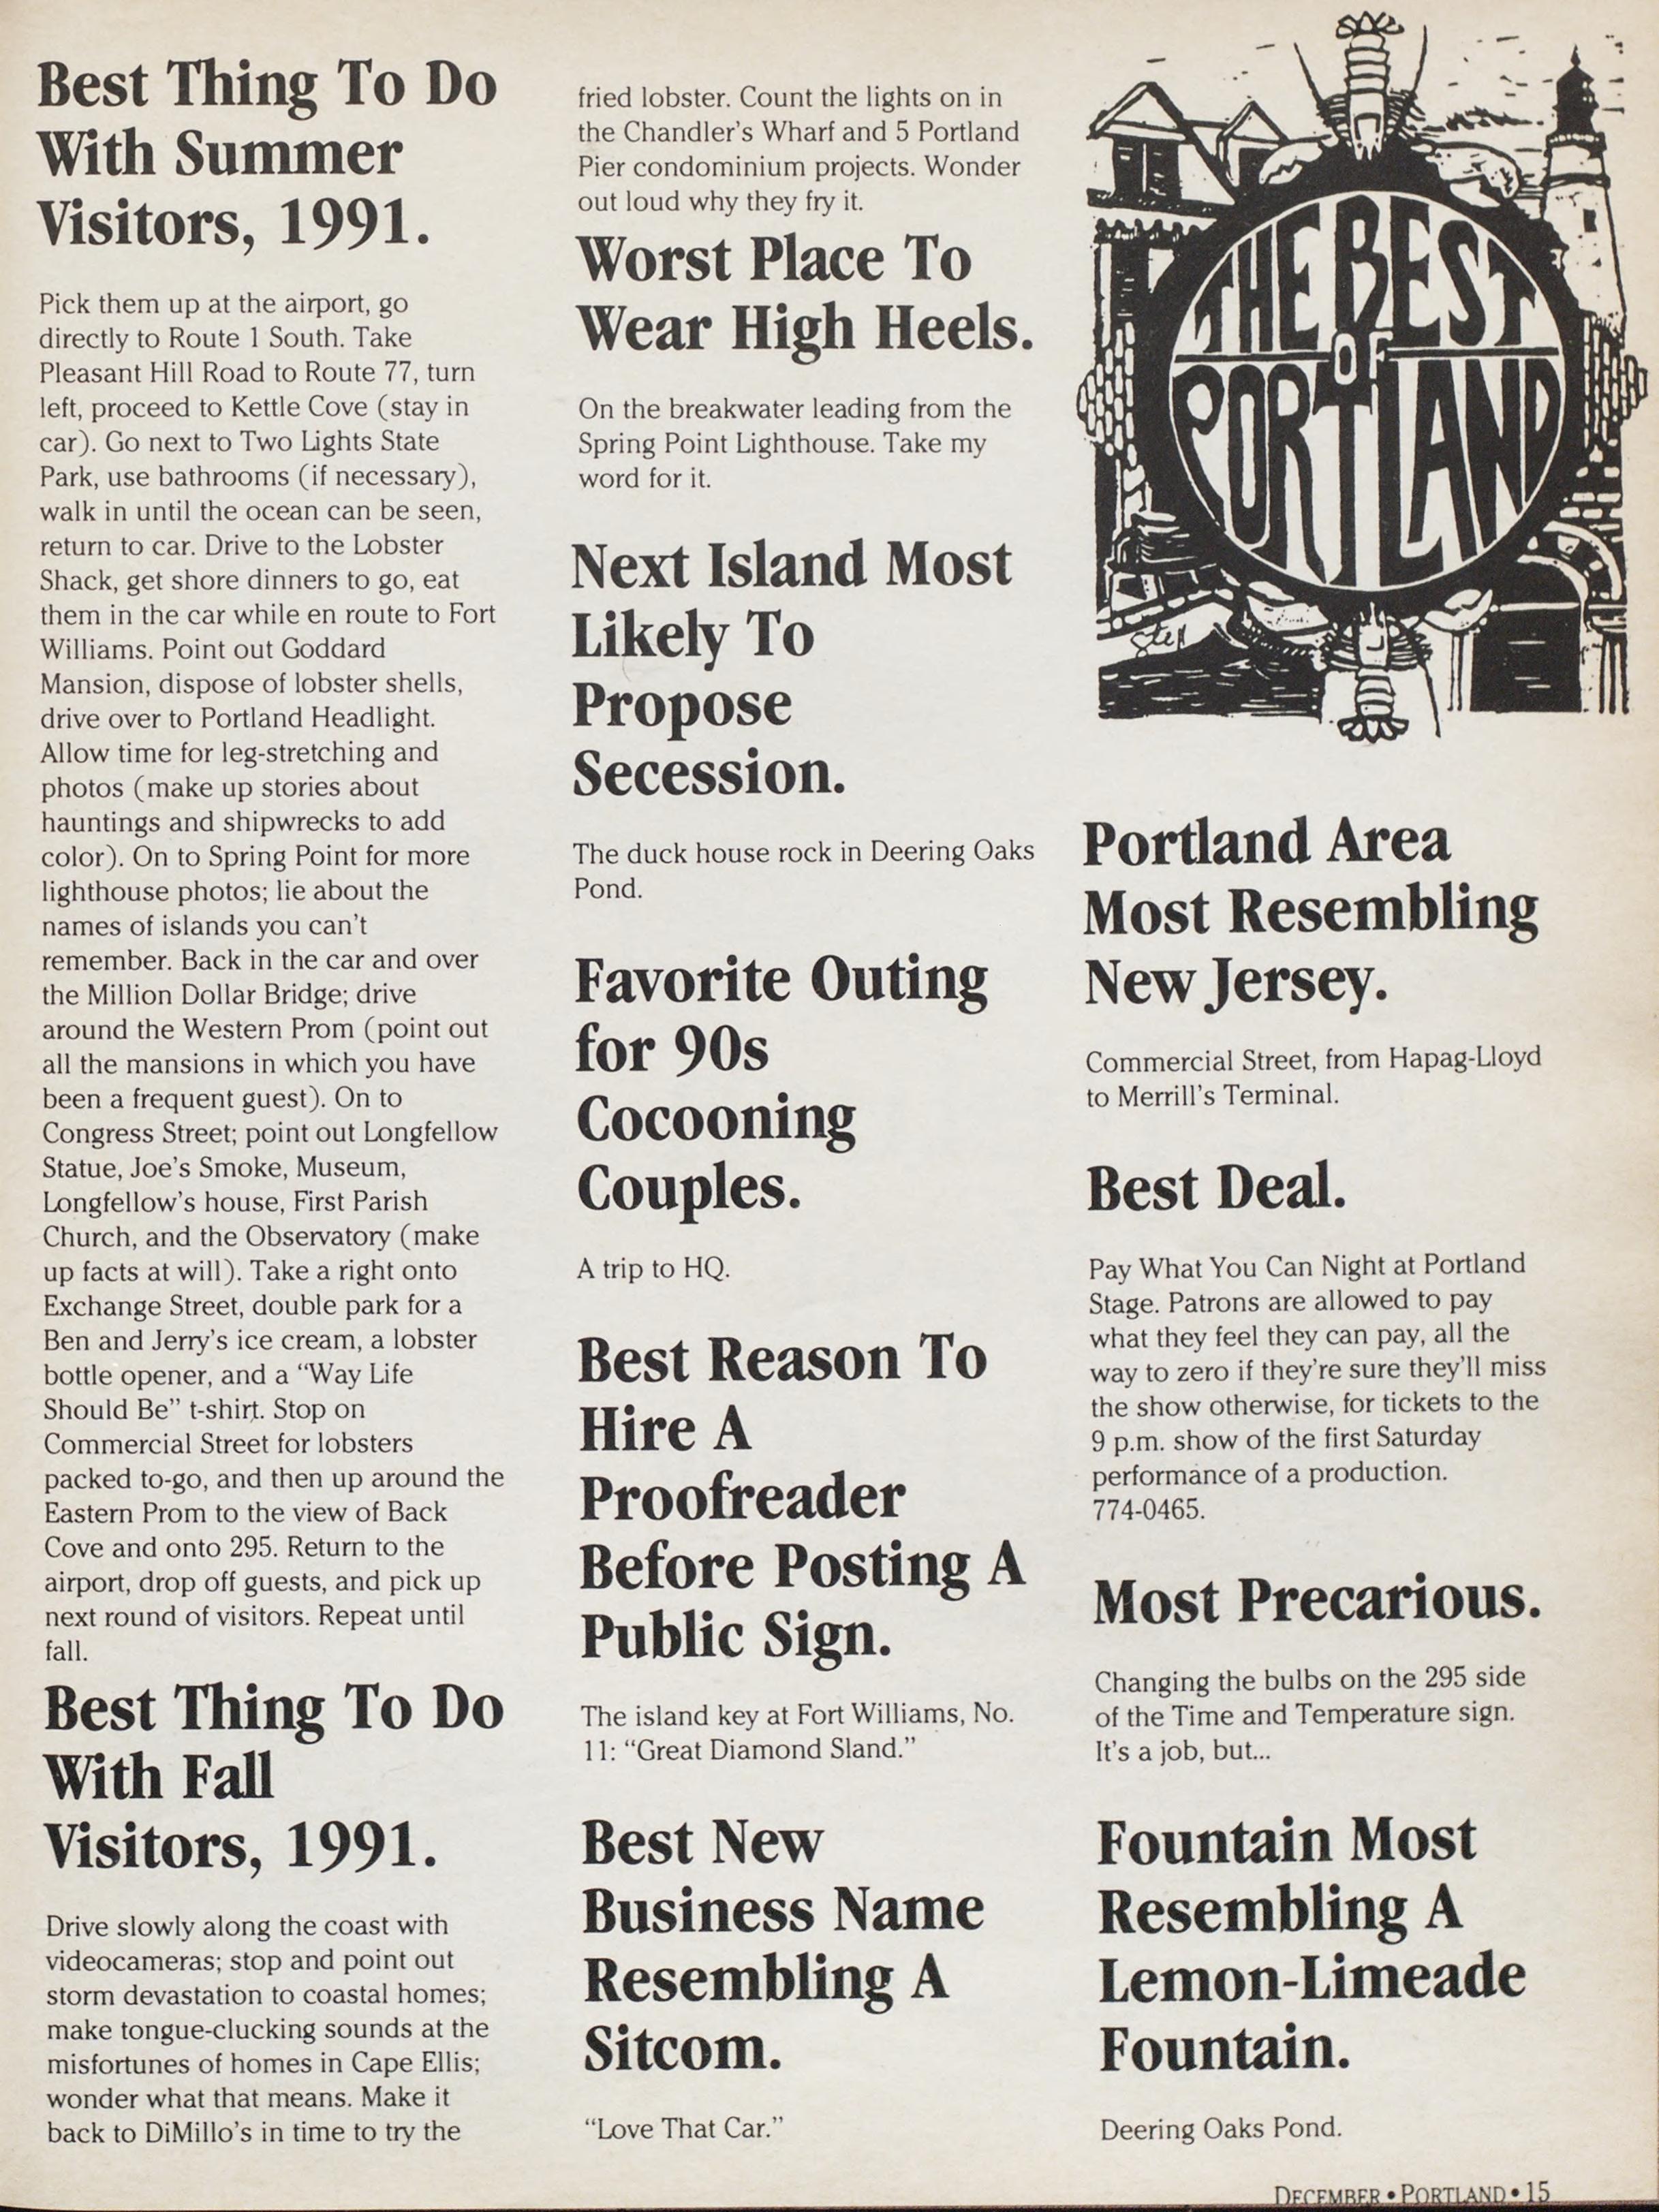 Best Thing To Do
With Summer
Visitors, 1991.
Pick them up at the airport, go
directly to Route 1 South. Take
Pleasant Hill Road to Route 77, turn
left, proceed to Kettle Cove (stay in
car). Go next to Two Lights State
Park, use bathrooms (if necessary),
walk in until the ocean can be seen,
return to car. Drive to the Lobster
Shack, get shore dinners to go, eat
them in the car while en route to Fort
Williams. Point out Goddard
Mansion, dispose of lobster shells,
drive over to Portland Headlight.
Allow time for leg-stretching and
photos (make up stories about
hauntings and shipwrecks to add
color). On to Spring Point for more
lighthouse photos; lie about the
names of islands you can't
remember. Back in the car and over
the Million Dollar Bridge; drive
around the Western Prom (point out
all the mansions in which you have
been a frequent guest). On to
Congress Street; point out Longfellow
Statue, Joe's Smoke, Museum,
Longfellow's house, First Parish
Church, and the Observatory (make
up facts at will). Take a right onto
Exchange Street, double park for a
Ben and Jerry's ice cream, a lobster
bottle opener, and a “Way Life
Should Be” t-shirt. Stop on
Commercial Street for lobsters
packed to-go, and then up around the
Eastern Prom to the view of Back
Cove and onto 295. Return to the
airport, drop off guests, and pick up
next round of visitors. Repeat until
fall.
Best Thing To Do
With Fall
Visitors, 1991.
Drive slowly along the coast with
videocameras; stop and point out
storm devastation to coastal homes;
make tongue-clucking sounds at the
misfortunes of homes in Cape Ellis;
wonder what that means. Make it
back to DiMillo's in time to try the
fried lobster. Count the lights on in
the Chandler's Wharf and 5 Portland
Pier condominium projects. Wonder
out loud why they fry it.
Worst Place To
Wear High Heels.
On the breakwater leading from the
Spring Point Lighthouse. Take my
word for it.
Next Island Most
Likely To
Propose
Secession.
The duck house rock in Deering Oaks
Pond.
Favorite Outing
for 90s
Cocooning
Couples.
A trip to HQ.
Best Reason To
Hire A
Proofreader
Before Posting A
Public Sign.
The island key at Fort Williams, No.
11: “Great Diamond Sland.”
Best New
Business Name
Resembling A
Sitcom.
“Love That Car.”
THE BEST
OF
PORTLAND
Stell
Portland Area
Most Resembling
New Jersey.
Commercial Street, from Hapag-Lloyd
to Merrill's Terminal.
Best Deal.
Pay What You Can Night at Portland
Stage. Patrons are allowed to pay
what they feel they can pay, all the
way to zero if they're sure they'll miss
the show otherwise, for tickets to the
9 p.m. show of the first Saturday
performance of a production.
774-0465.
Most Precarious.
Changing the bulbs on the 295 side
of the Time and Temperature sign.
It's a job, but...
Fountain Most
Resembling A
Lemon-Limeade
Fountain.
Deering Oaks Pond.
DECEMBER • PORTLAND • 15